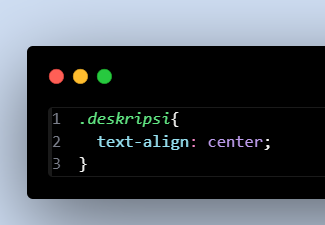 1 .deskripsi{
2   text-align: center;
3 }